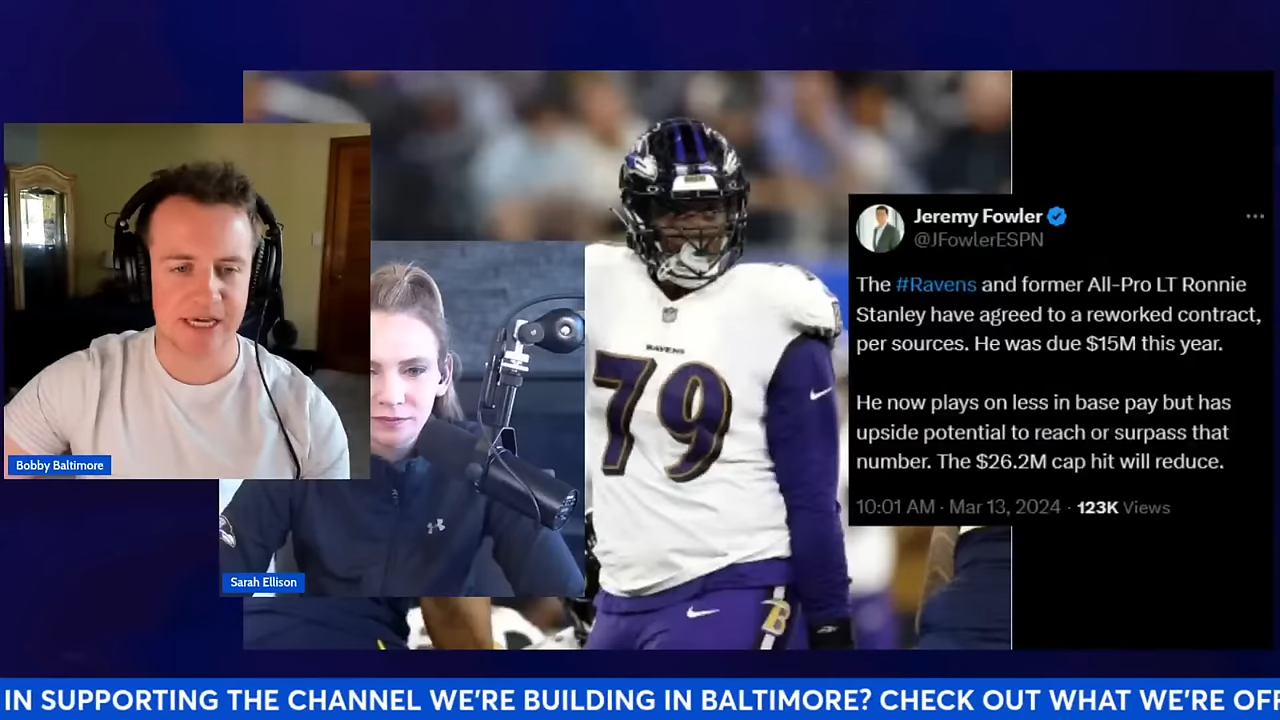 Bobby Baltimore
Sarah Ellison
RAVENS
79
B
Jeremy Fowler
@JFowlerESPN
The #Ravens and former All-Pro LT Ronnie
Stanley have agreed to a reworked contract,
per sources. He was due $15M this year.
He now plays on less in base pay but has
upside potential to reach or surpass that
number. The $26.2M cap hit will reduce.
10:01 AM · Mar 13, 2024 · 123K Views
IN SUPPORTING THE CHANNEL WE'RE BUILDING IN BALTIMORE? CHECK OUT WHAT WE'RE OFF